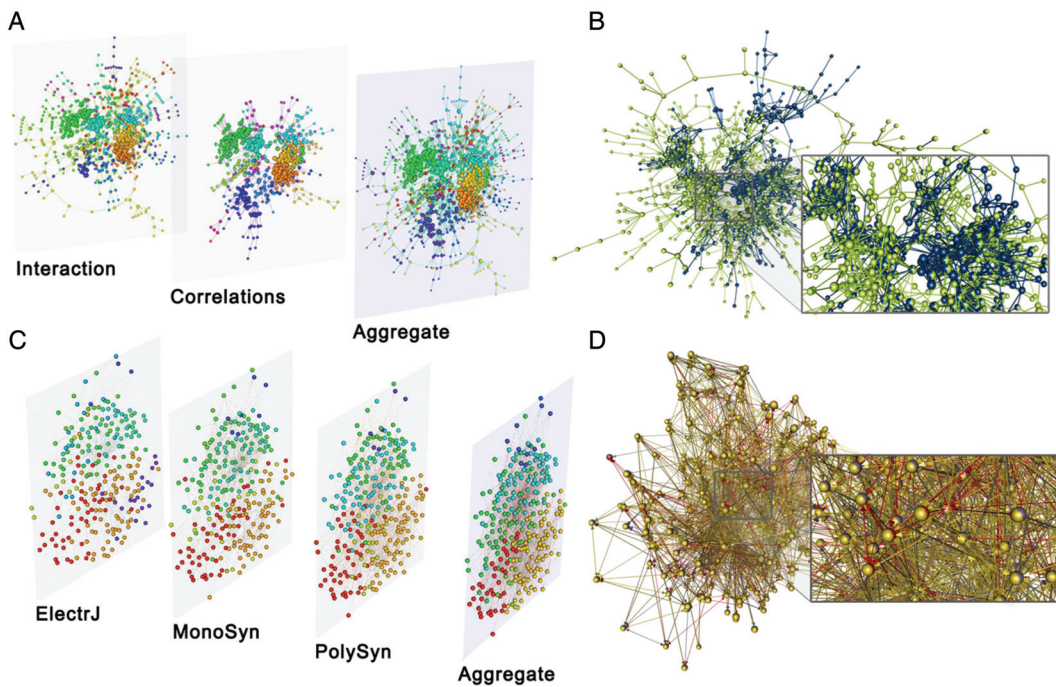 A
B
Interaction
Correlations
Aggregate
C
D
ElectrJ
MonoSyn
PolySyn
Aggregate